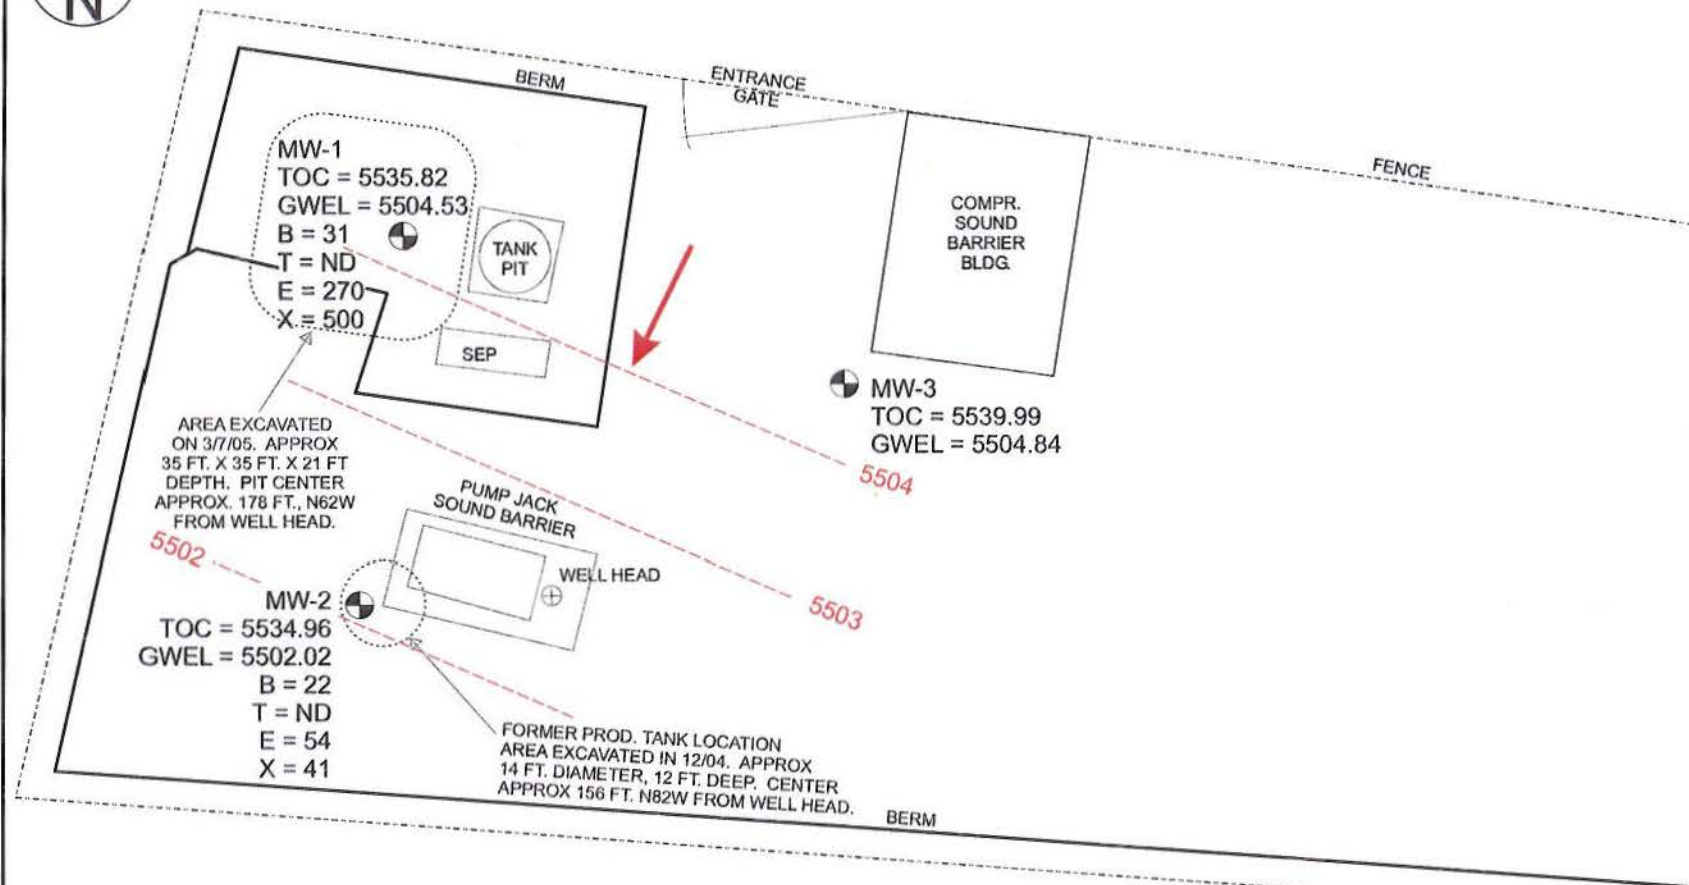 N
BERM
ENTRANCE
GATE
FENCE
MW-1
TOC = 5535.82
GWEL = 5504.53
B = 31
T = ND
E = 270
X = 500
TANK
PIT
SEP
COMPR.
SOUND
BARRIER
BLDG.
MW-3
TOC = 5539.99
GWEL = 5504.84
5504
AREA EXCAVATED
ON 3/7/05. APPROX
35 FT. X 35 FT. X 21 FT
DEPTH. PIT CENTER
APPROX. 178 FT., N62W
FROM WELL HEAD.
PUMP JACK
SOUND BARRIER
WELL HEAD
5503
5502
MW-2
TOC = 5534.96
GWEL = 5502.02
B = 22
T = ND
E = 54
X = 41
FORMER PROD. TANK LOCATION
AREA EXCAVATED IN 12/04. APPROX
14 FT. DIAMETER, 12 FT. DEEP. CENTER
APPROX 156 FT. N82W FROM WELL HEAD.
BERM